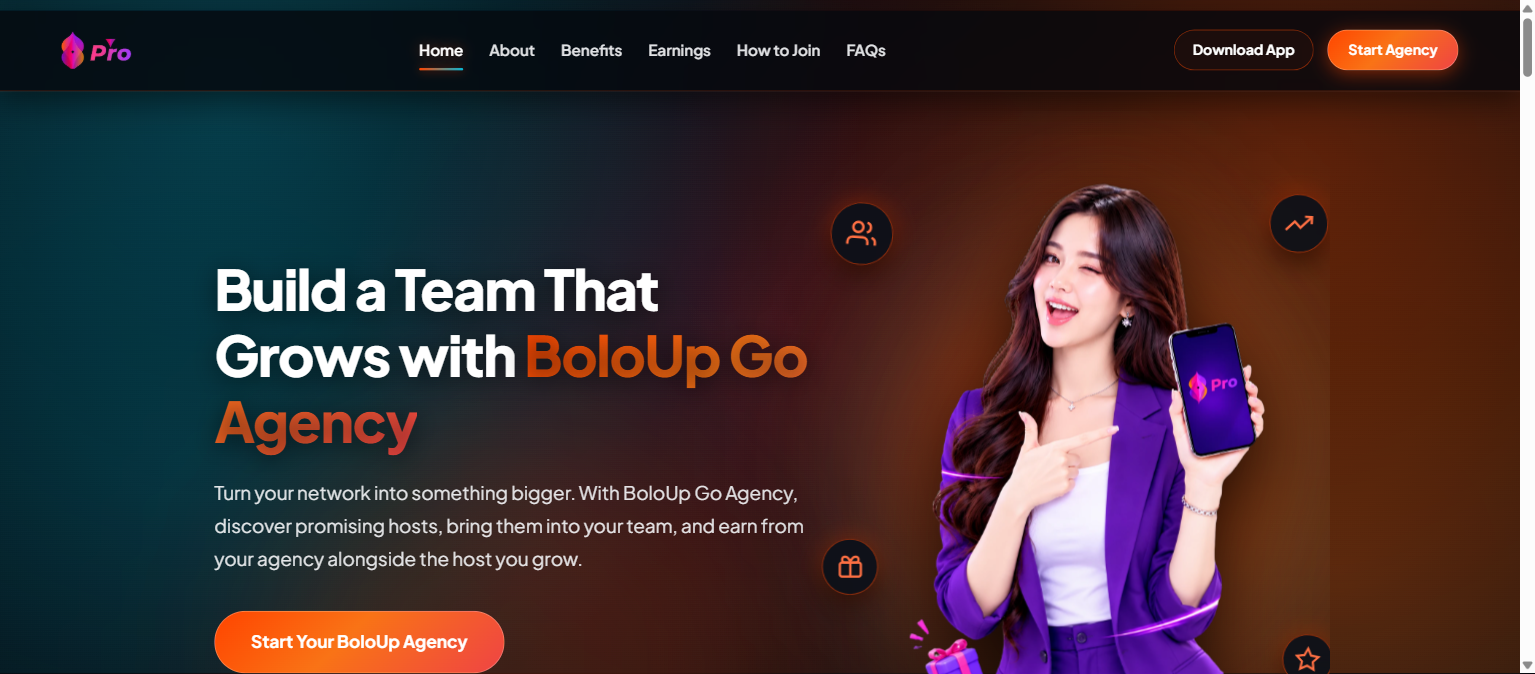 Pro
Home
About
Benefits
Earnings
How to Join
FAQs
Download App
Start Agency
Build a Team That
Grows with BoloUp Go
Agency
Turn your network into something bigger. With BoloUp Go Agency,
discover promising hosts, bring them into your team, and earn from
your agency alongside the host you grow.
Start Your BoloUp Agency
Pro